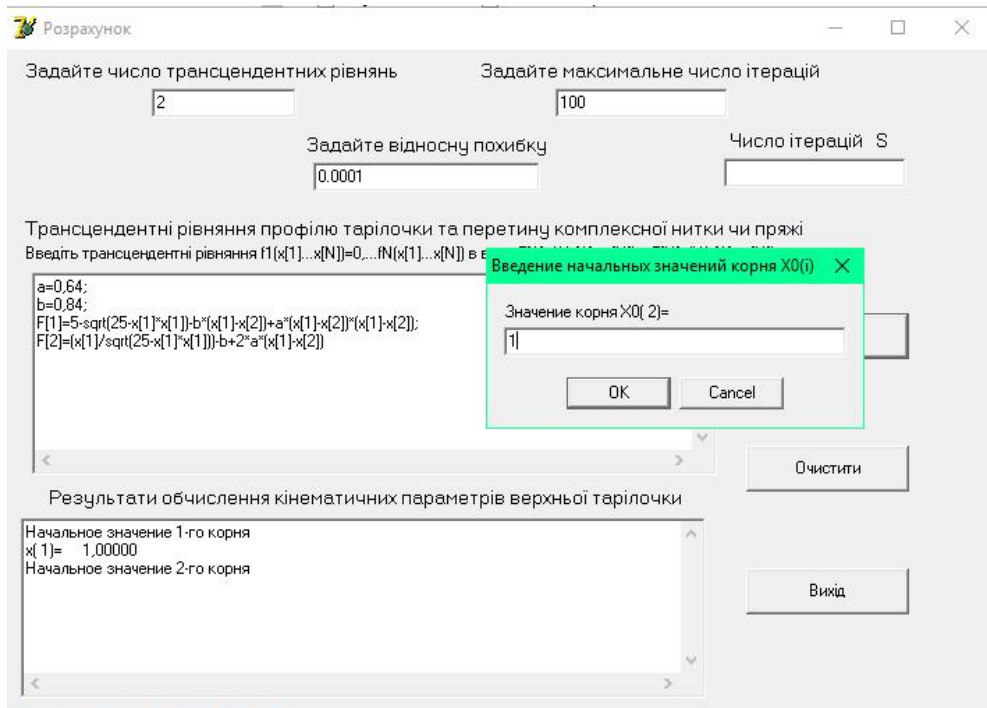 Розрахунок
Задайте число трансцендентних рівнянь
2
Задайте максимальне число ітерацій
100
Задайте відносну похибку
0.0001
Число ітерацій S
Трансцендентні рівняння профілю тарілочки та перетину комплексної нитки чи пряжі
Введіть трансцендентні рівняння f1(x[1]...x[N])=0,...fN(x[1]...x[N]) в
a=0,64;
b=0,84;
F[1]=5-sqrt(25-x[1]*x[1])-b*(x[1]-x[2])+a*(x[1]-x[2])*(x[1]-x[2]);
F[2]=(x[1]/sqrt(25-x[1]*x[1]))-b+2*a*(x[1]-x[2])
Введение начальных значений корня X0(i)
Значение корня X0( 2)=
1
OK
Cancel
Очистити
Результати обчислення кінематичних параметрів верхньої тарілочки
Начальное значение 1-го корня
x( 1)= 1,00000
Начальное значение 2-го корня
Вихід